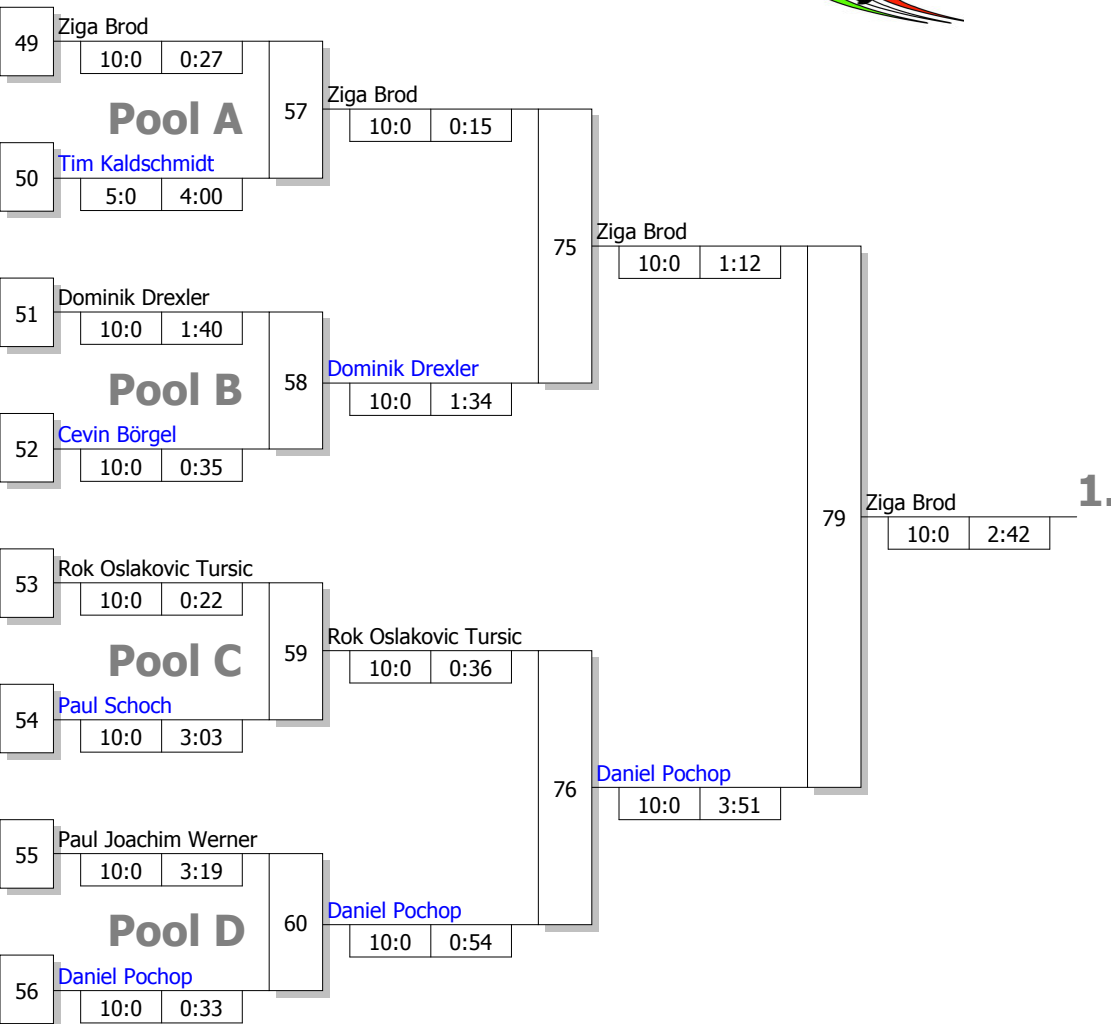 49
Ziga Brod
10:0 0:27
Pool A
57
Ziga Brod
10:0 0:15
50
Tim Kaldschmidt
5:0 4:00
75
Ziga Brod
10:0 1:12
51
Dominik Drexler
10:0 1:40
Pool B
58
Dominik Drexler
10:0 1:34
52
Cevin Börgel
10:0 0:35
79
Ziga Brod
10:0 2:42
1.
53
Rok Oslakovic Tursic
10:0 0:22
Pool C
59
Rok Oslakovic Tursic
10:0 0:36
54
Paul Schoch
10:0 3:03
76
Daniel Pochop
10:0 3:51
55
Paul Joachim Werner
10:0 3:19
Pool D
60
Daniel Pochop
10:0 0:54
56
Daniel Pochop
10:0 0:33